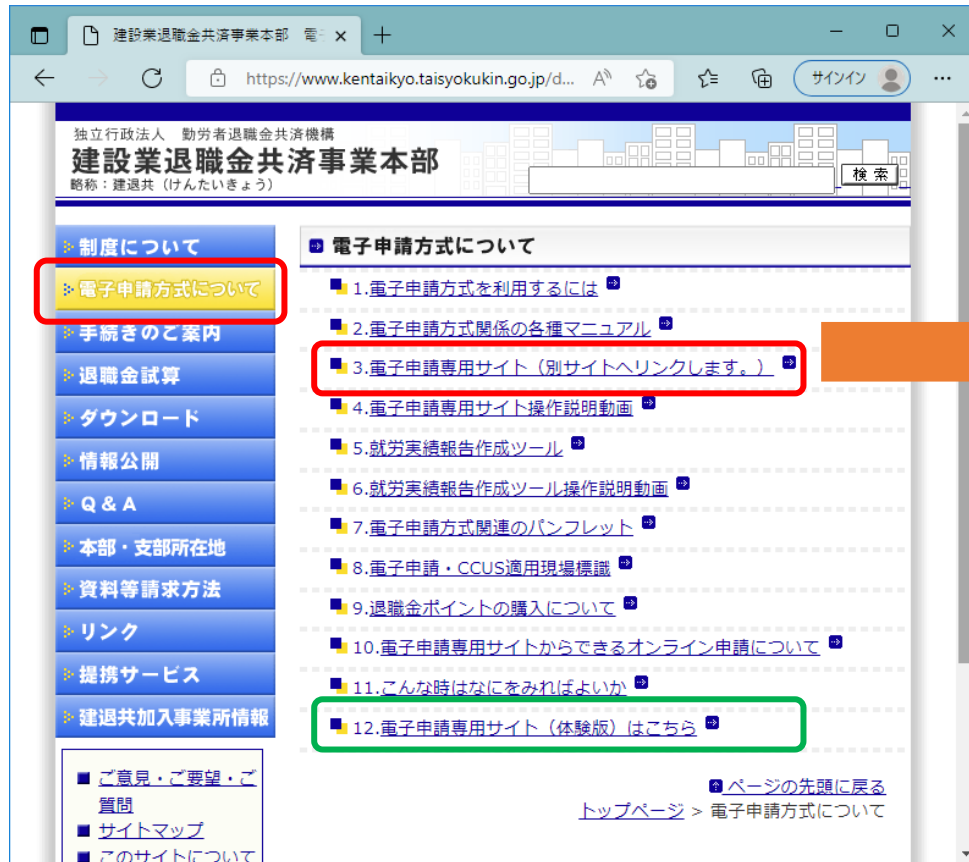 建設業退職金共済事業本部 電
https://www.kentaikyo.taisyokukin.go.jp/d...
サインイン
独立行政法人 勤労者退職金共済機構
建設業退職金共済事業本部
略称:建退共(けんたいきょう)
検 索
制度について
電子申請方式について
手続きのご案内
退職金試算
ダウンロード
情報公開
Q & A
本部・支部所在地
資料等請求方法
リンク
提携サービス
建退共加入事業所情報
ご意見・ご要望・ご
質問
サイトマップ
このサイトについて
電子申請方式について
1.電子申請方式を利用するには
2.電子申請方式関係の各種マニュアル
3.電子申請専用サイト(別サイトへリンクします。)
4.電子申請専用サイト操作説明動画
5.就労実績報告作成ツール
6.就労実績報告作成ツール操作説明動画
7.電子申請方式関連のパンフレット
8.電子申請・CCUS適用現場標識
9.退職金ポイントの購入について
10.電子申請専用サイトからできるオンライン申請について
11.こんな時はなにをみればよいか
12.電子申請専用サイト(体験版)はこちら
ページの先頭に戻る
トップページ > 電子申請方式について